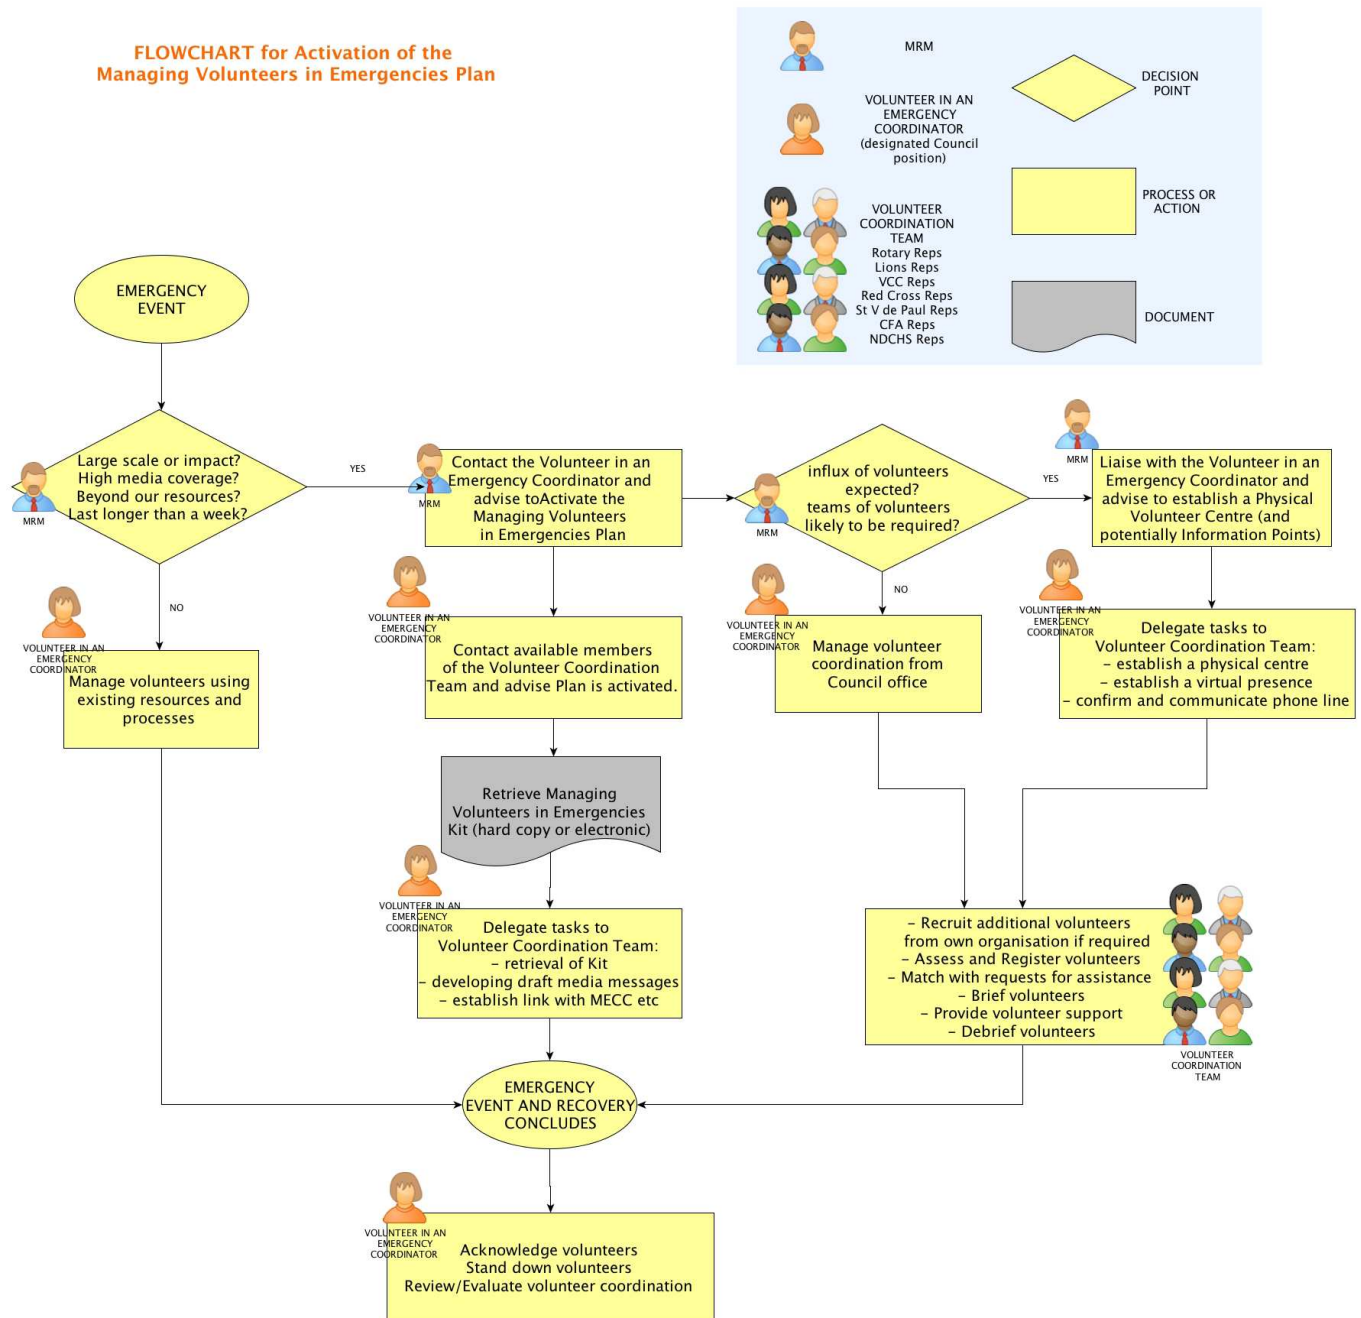 FLOWCHART for Activation of the
Managing Volunteers in Emergencies Plan
MRM
VOLUNTEER IN AN
EMERGENCY
COORDINATOR
(designated Council
position)
VOLUNTEER
COORDINATION
TEAM
Rotary Reps
Lions Reps
VCC Reps
Red Cross Reps
St V de Paul Reps
CFA Reps
NDCHS Reps
DECISION
POINT
PROCESS OR
ACTION
DOCUMENT
EMERGENCY
EVENT
Large scale or impact?
High media coverage?
Beyond our resources?
Last longer than a week?
MRM
YES
NO
VOLUNTEER IN AN
EMERGENCY
COORDINATOR
Manage volunteers using
existing resources and
processes
MRM
Contact the Volunteer in an
Emergency Coordinator and
advise toActivate the
Managing Volunteers
in Emergencies Plan
VOLUNTEER IN AN
EMERGENCY
COORDINATOR
Contact available members
of the Volunteer Coordination
Team and advise Plan is activated.
Retrieve Managing
Volunteers in Emergencies
Kit (hard copy or electronic)
VOLUNTEER IN AN
EMERGENCY
COORDINATOR
Delegate tasks to
Volunteer Coordination Team:
– retrieval of Kit
– developing draft media messages
– establish link with MECC etc
influx of volunteers
expected?
teams of volunteers
likely to be required?
MRM
YES
NO
VOLUNTEER IN AN
EMERGENCY
COORDINATOR
Manage volunteer
coordination from
Council office
MRM
Liaise with the Volunteer in an
Emergency Coordinator and
advise to establish a Physical
Volunteer Centre (and
potentially Information Points)
VOLUNTEER IN AN
EMERGENCY
COORDINATOR
Delegate tasks to
Volunteer Coordination Team:
– establish a physical centre
– establish a virtual presence
– confirm and communicate phone line
– Recruit additional volunteers
from own organisation if required
– Assess and Register volunteers
– Match with requests for assistance
– Brief volunteers
– Provide volunteer support
– Debrief volunteers
VOLUNTEER
COORDINATION
TEAM
EMERGENCY
EVENT AND RECOVERY
CONCLUDES
VOLUNTEER IN AN
EMERGENCY
COORDINATOR
Acknowledge volunteers
Stand down volunteers
Review/Evaluate volunteer coordination